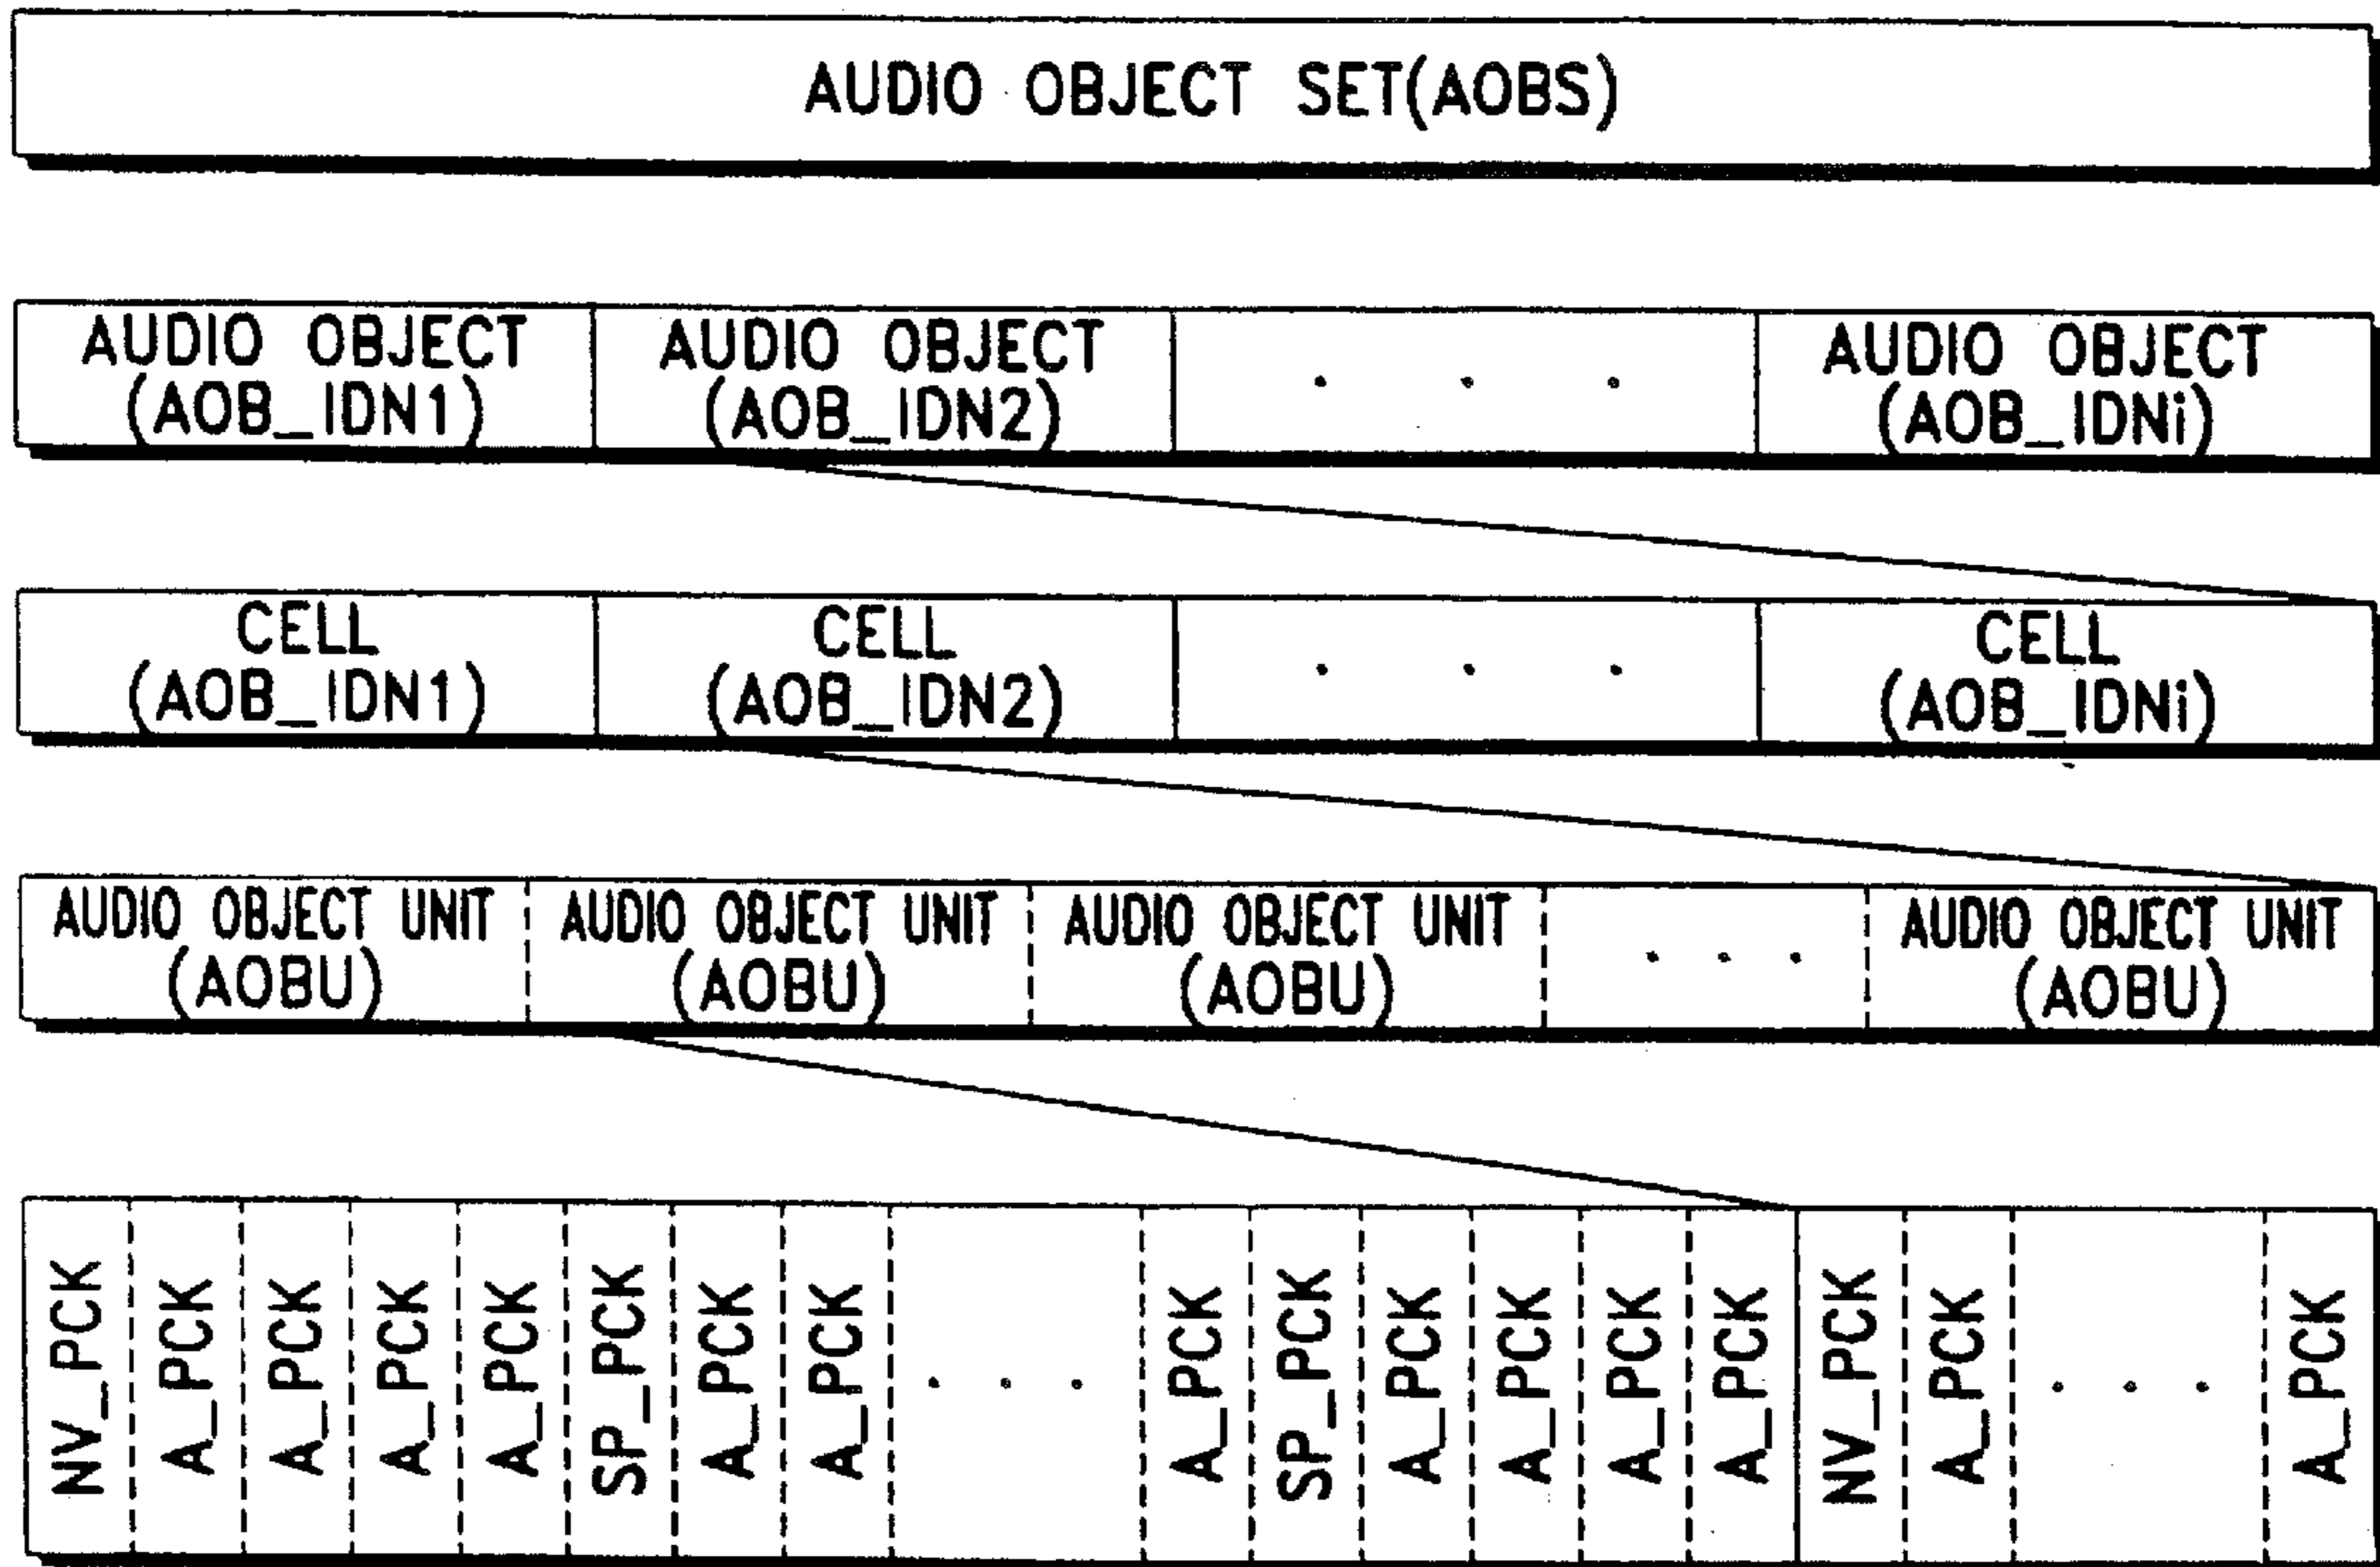 AUDIO OBJECT SET(AOBS)
AUDIO OBJECT
(AOB_IDN1)
AUDIO OBJECT
(AOB_IDN2)
. . .
AUDIO OBJECT
(AOB_IDNi)
CELL
(AOB_IDN1)
CELL
(AOB_IDN2)
. . .
CELL
(AOB_IDNi)
AUDIO OBJECT UNIT
(AOBU)
AUDIO OBJECT UNIT
(AOBU)
AUDIO OBJECT UNIT
(AOBU)
. . .
AUDIO OBJECT UNIT
(AOBU)
NV_PCK
A_PCK
A_PCK
A_PCK
A_PCK
SP_PCK
A_PCK
A_PCK
. . .
A_PCK
SP_PCK
A_PCK
A_PCK
A_PCK
A_PCK
NV_PCK
A_PCK
. . .
A_PCK